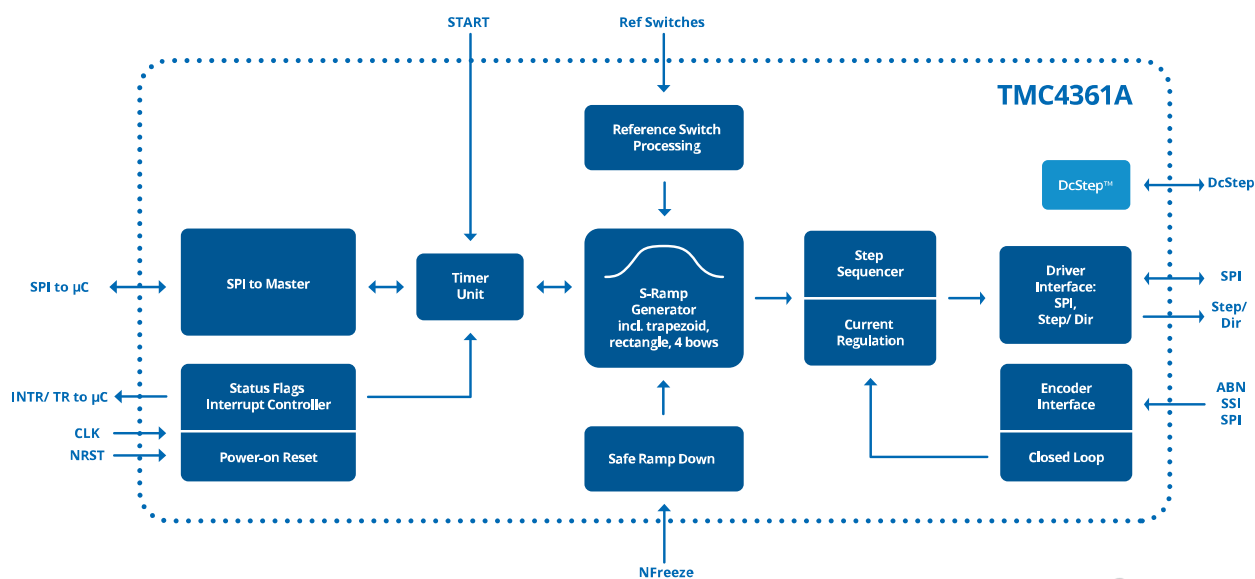 START
Ref Switches
TMC4361A
Reference Switch
Processing
DcStep™
DcStep
SPI to µC
SPI to Master
Timer
Unit
S-Ramp
Generator
incl. trapezoid,
rectangle, 4 bows
Step
Sequencer
Current
Regulation
Driver
Interface:
SPI,
Step/ Dir
SPI
Step/
Dir
INTR/ TR to µC
CLK
NRST
Status Flags
Interrupt Controller
Power-on Reset
Safe Ramp Down
Encoder
Interface
Closed Loop
ABN
SSI
SPI
NFreeze